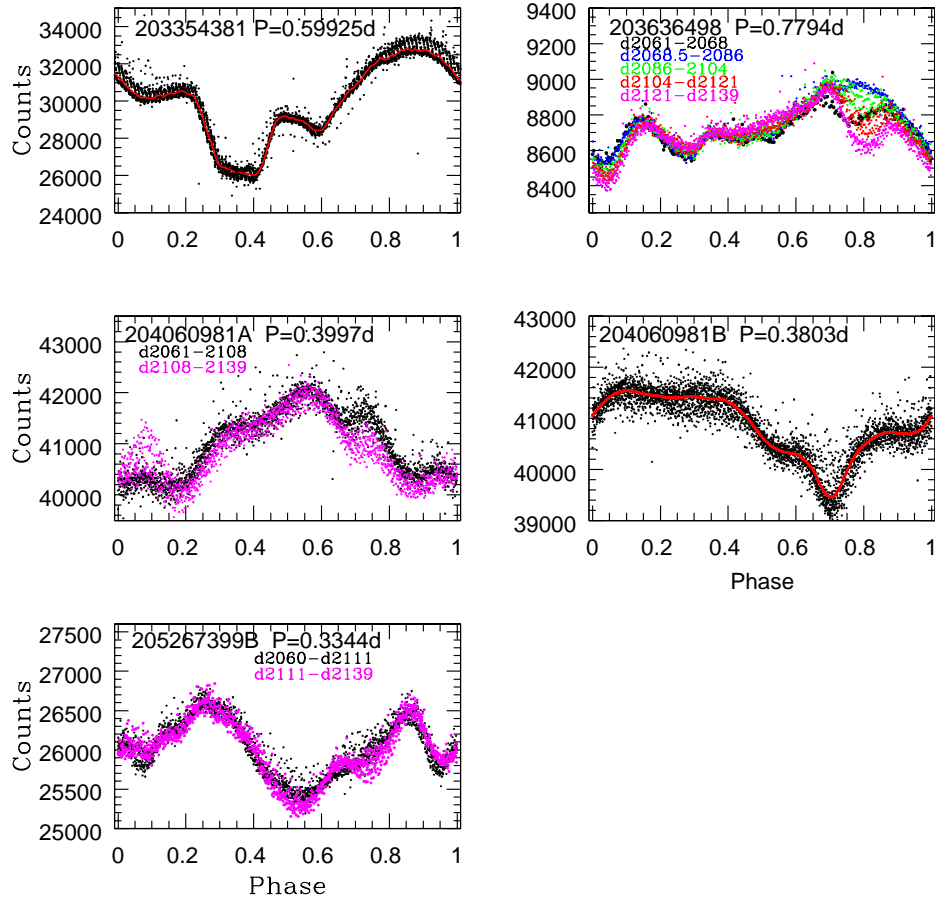 203354381 P=0.59925d
34000
32000
30000
28000
26000
24000
Counts
0 0.2 0.4 0.6 0.8 1
203636498 P=0.7794d
d2061-2068
d2068.5-2086
d2086-2104
d2104-d2121
d2121-d2139
9400
9200
9000
8800
8600
8400
0 0.2 0.4 0.6 0.8 1
204060981A P=0.3997d
d2061-2108
d2108-2139
43000
42000
41000
40000
Counts
0 0.2 0.4 0.6 0.8 1
204060981B P=0.3803d
43000
42000
41000
40000
39000
0 0.2 0.4 0.6 0.8 1
Phase
205267399B P=0.3344d
d2060-d2111
d2111-d2139
27500
27000
26500
26000
25500
25000
Counts
0 0.2 0.4 0.6 0.8 1
Phase